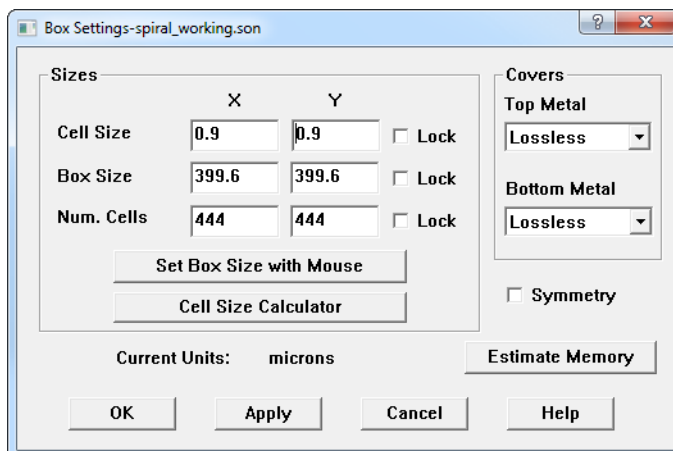 Box Settings-spiral_working.son
Sizes
X Y
Cell Size 0.9 0.9 Lock
Box Size 399.6 399.6 Lock
Num. Cells 444 444 Lock
Set Box Size with Mouse
Cell Size Calculator
Covers
Top Metal
Lossless
Bottom Metal
Lossless
Symmetry
Current Units: microns
Estimate Memory
OK Apply Cancel Help